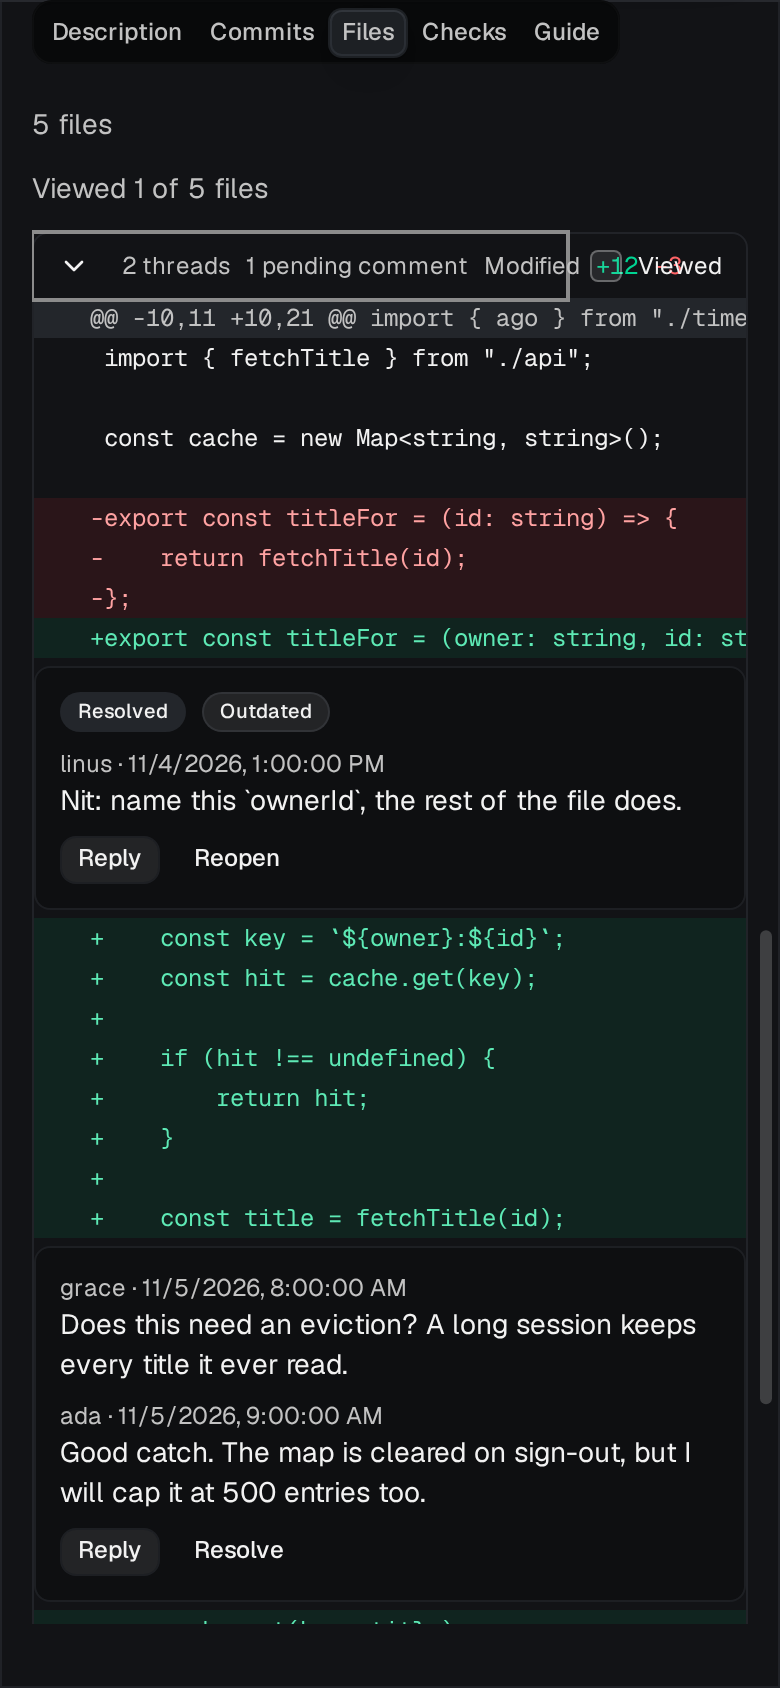 Description Commits Files Checks Guide
5 files
Viewed 1 of 5 files
2 threads 1 pending comment Modified +12 -3 Viewed
@@ -10,11 +10,21 @@ import { ago } from "./time
import { fetchTitle } from "./api";
const cache = new Map<string, string>();
-export const titleFor = (id: string) => {
-    return fetchTitle(id);
-};
+export const titleFor = (owner: string, id: st
Resolved Outdated
linus · 11/4/2026, 1:00:00 PM
Nit: name this `ownerId`, the rest of the file does.
Reply Reopen
+    const key = `${owner}:${id}`;
+    const hit = cache.get(key);
+
+    if (hit !== undefined) {
+        return hit;
+    }
+
+    const title = fetchTitle(id);
grace · 11/5/2026, 8:00:00 AM
Does this need an eviction? A long session keeps
every title it ever read.
ada · 11/5/2026, 9:00:00 AM
Good catch. The map is cleared on sign-out, but I
will cap it at 500 entries too.
Reply Resolve